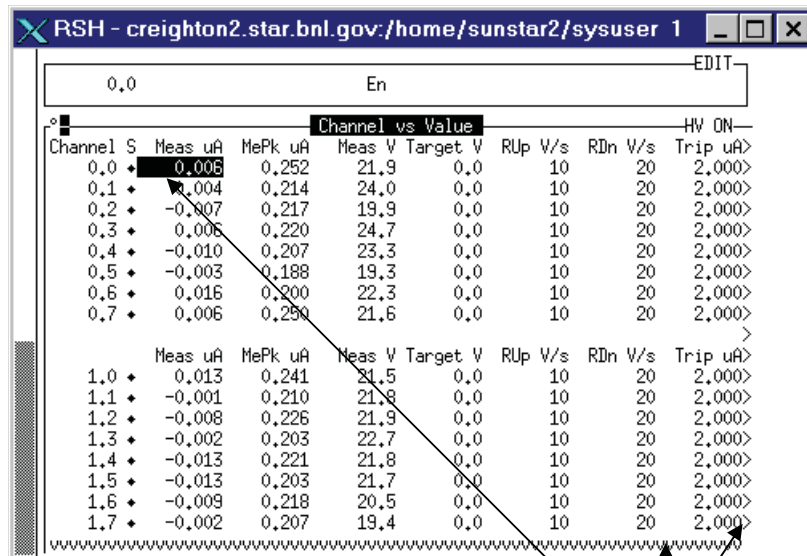 RSH - creighton2.star.bnl.gov:/home/sunstar2/sysuser 1
EDIT
0.0 En
Channel vs Value HV ON
Channel S Meas uA MePk uA Meas V Target V RUp V/s RDn V/s Trip uA>
0.0 ♦ 0.006 0.252 21.9 0.0 10 20 2.000>
0.1 ♦ 0.004 0.214 24.0 0.0 10 20 2.000>
0.2 ♦ -0.007 0.217 19.9 0.0 10 20 2.000>
0.3 ♦ 0.006 0.220 24.7 0.0 10 20 2.000>
0.4 ♦ -0.010 0.207 23.3 0.0 10 20 2.000>
0.5 ♦ -0.003 0.188 19.3 0.0 10 20 2.000>
0.6 ♦ 0.016 0.200 22.3 0.0 10 20 2.000>
0.7 ♦ 0.006 0.250 21.6 0.0 10 20 2.000>
>
Meas uA MePk uA Meas V Target V RUp V/s RDn V/s Trip uA>
1.0 ♦ 0.013 0.241 21.5 0.0 10 20 2.000>
1.1 ♦ -0.001 0.210 21.8 0.0 10 20 2.000>
1.2 ♦ -0.008 0.226 21.9 0.0 10 20 2.000>
1.3 ♦ -0.002 0.203 22.7 0.0 10 20 2.000>
1.4 ♦ -0.013 0.221 21.8 0.0 10 20 2.000>
1.5 ♦ -0.013 0.203 21.7 0.0 10 20 2.000>
1.6 ♦ -0.009 0.218 20.5 0.0 10 20 2.000>
1.7 ♦ -0.002 0.207 19.4 0.0 10 20 2.000>